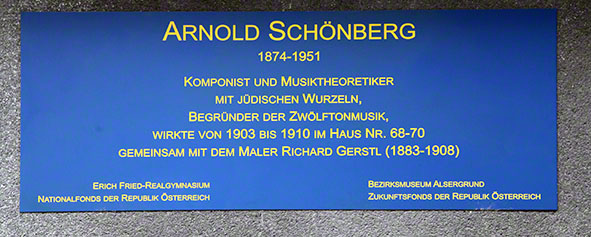 Arnold Schönberg
1874-1951
Komponist und Musiktheoretiker
mit jüdischen Wurzeln,
Begründer der Zwölftonmusik,
wirkte von 1903 bis 1910 im Haus Nr. 68-70
gemeinsam mit dem Maler Richard Gerstl (1883-1908)
Erich Fried-Realgymnasium
Nationalfonds der Republik Österreich
Bezirksmuseum Alsergrund
Zukunftsfonds der Republik Österreich